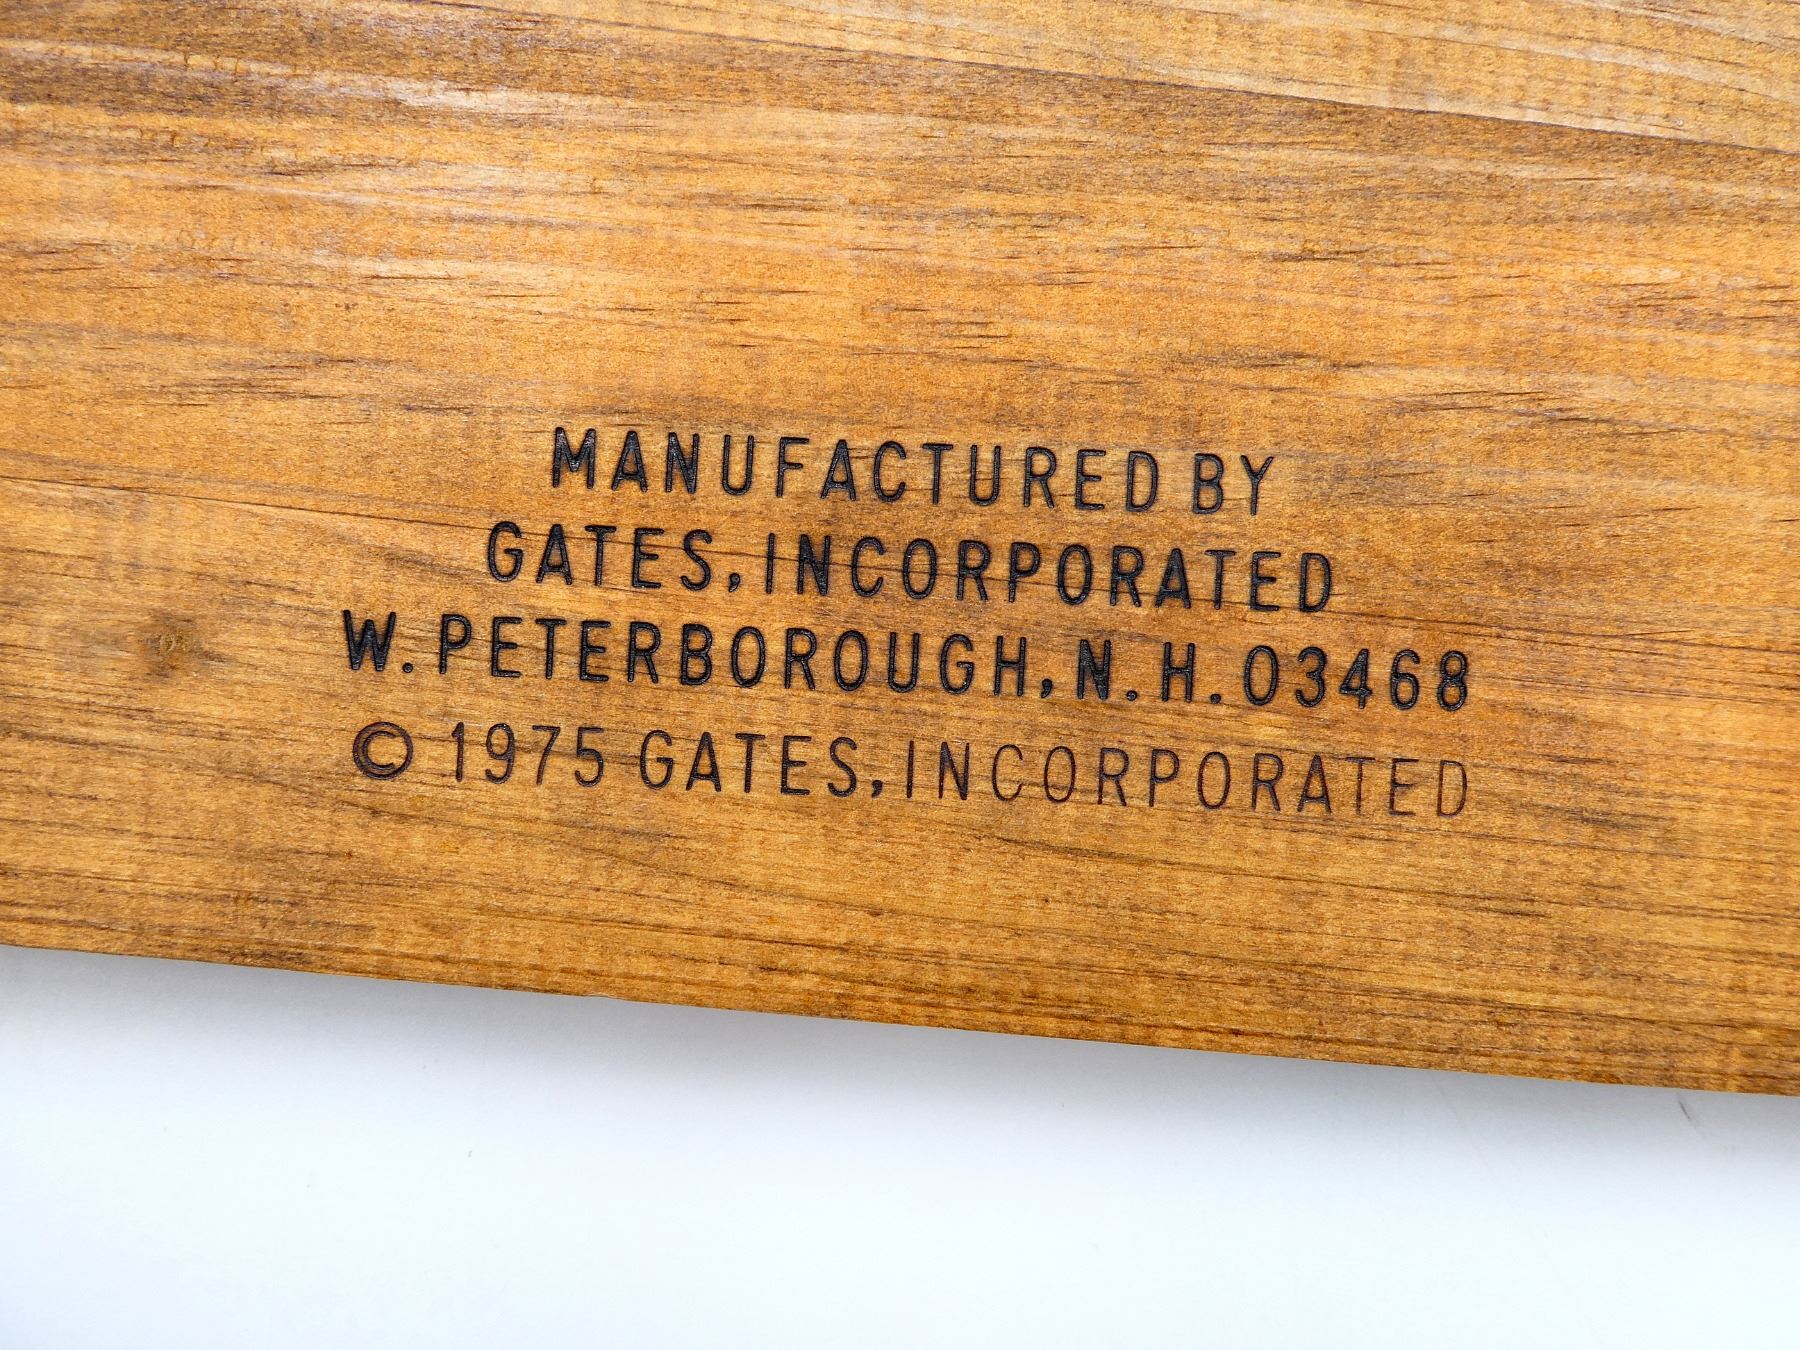 MANUFACTURED BY
GATES, INCORPORATED
W. PETERBOROUGH, N.H. 03468
© 1975 GATES, INCORPORATED